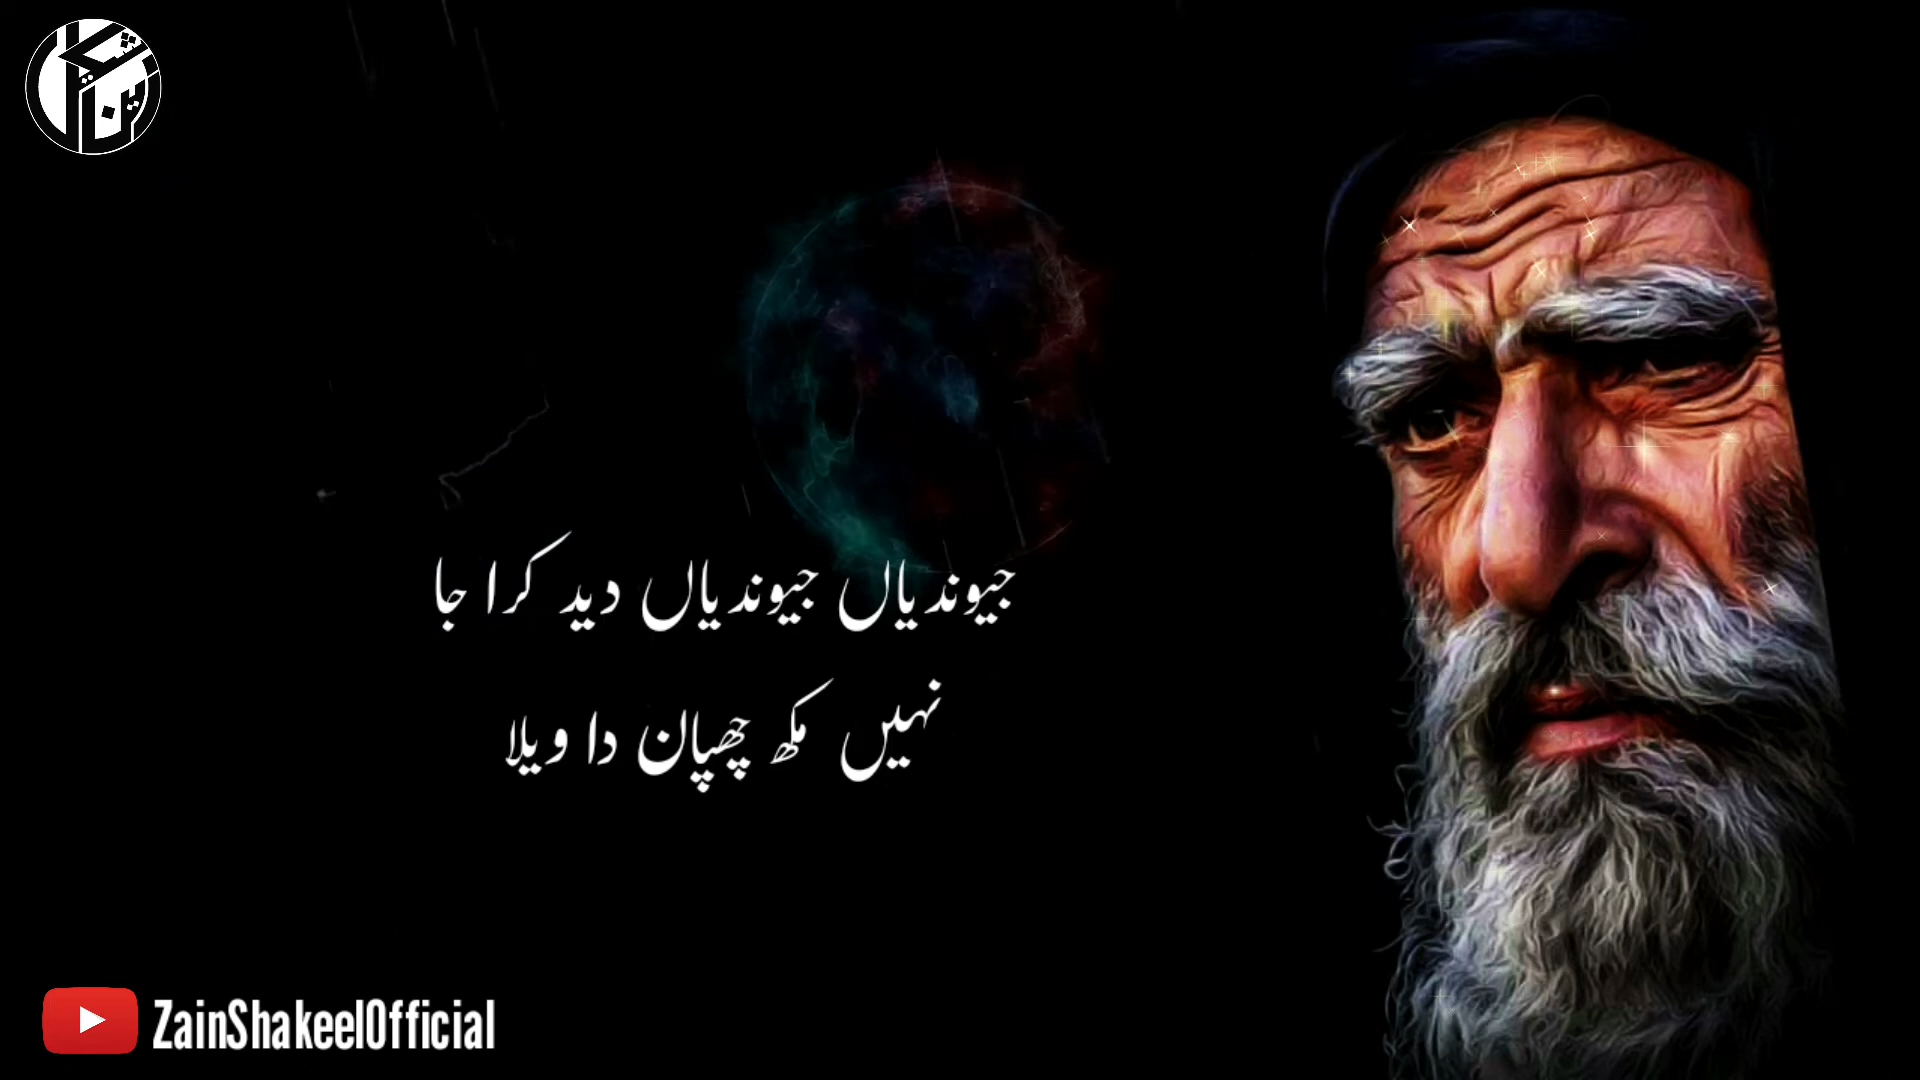 جیوندیاں جیوندیاں دید کرا جا
نہیں مکھ چھپان دا ویلا
ZainShakeelOfficial